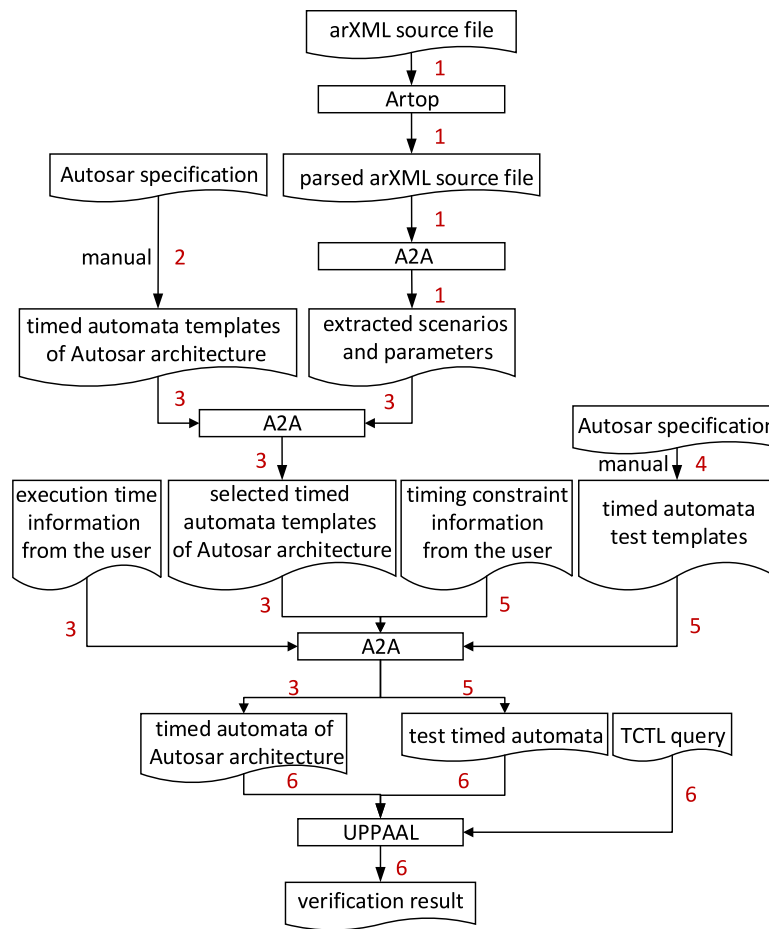 arXML source file
1
Artop
1
Autosar specification
parsed arXML source file
1
manual
2
A2A
1
timed automata templates
of Autosar architecture
extracted scenarios
and parameters
3
3
A2A
Autosar specification
3
manual
4
execution time
information
from the user
selected timed
automata templates
of Autosar architecture
timing constraint
information
from the user
timed automata
test templates
3
3
5
5
A2A
3
5
timed automata of
Autosar architecture
test timed automata
TCTL query
6
6
6
UPPAAL
6
verification result